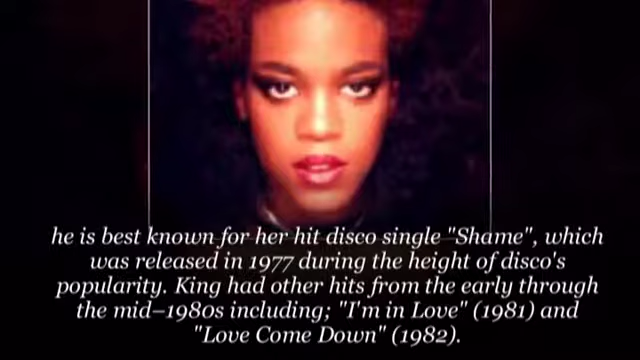 he is best known for her hit disco single "Shame", which
was released in 1977 during the height of disco's
popularity. King had other hits from the early through
the mid–1980s including; "I'm in Love" (1981) and
"Love Come Down" (1982).